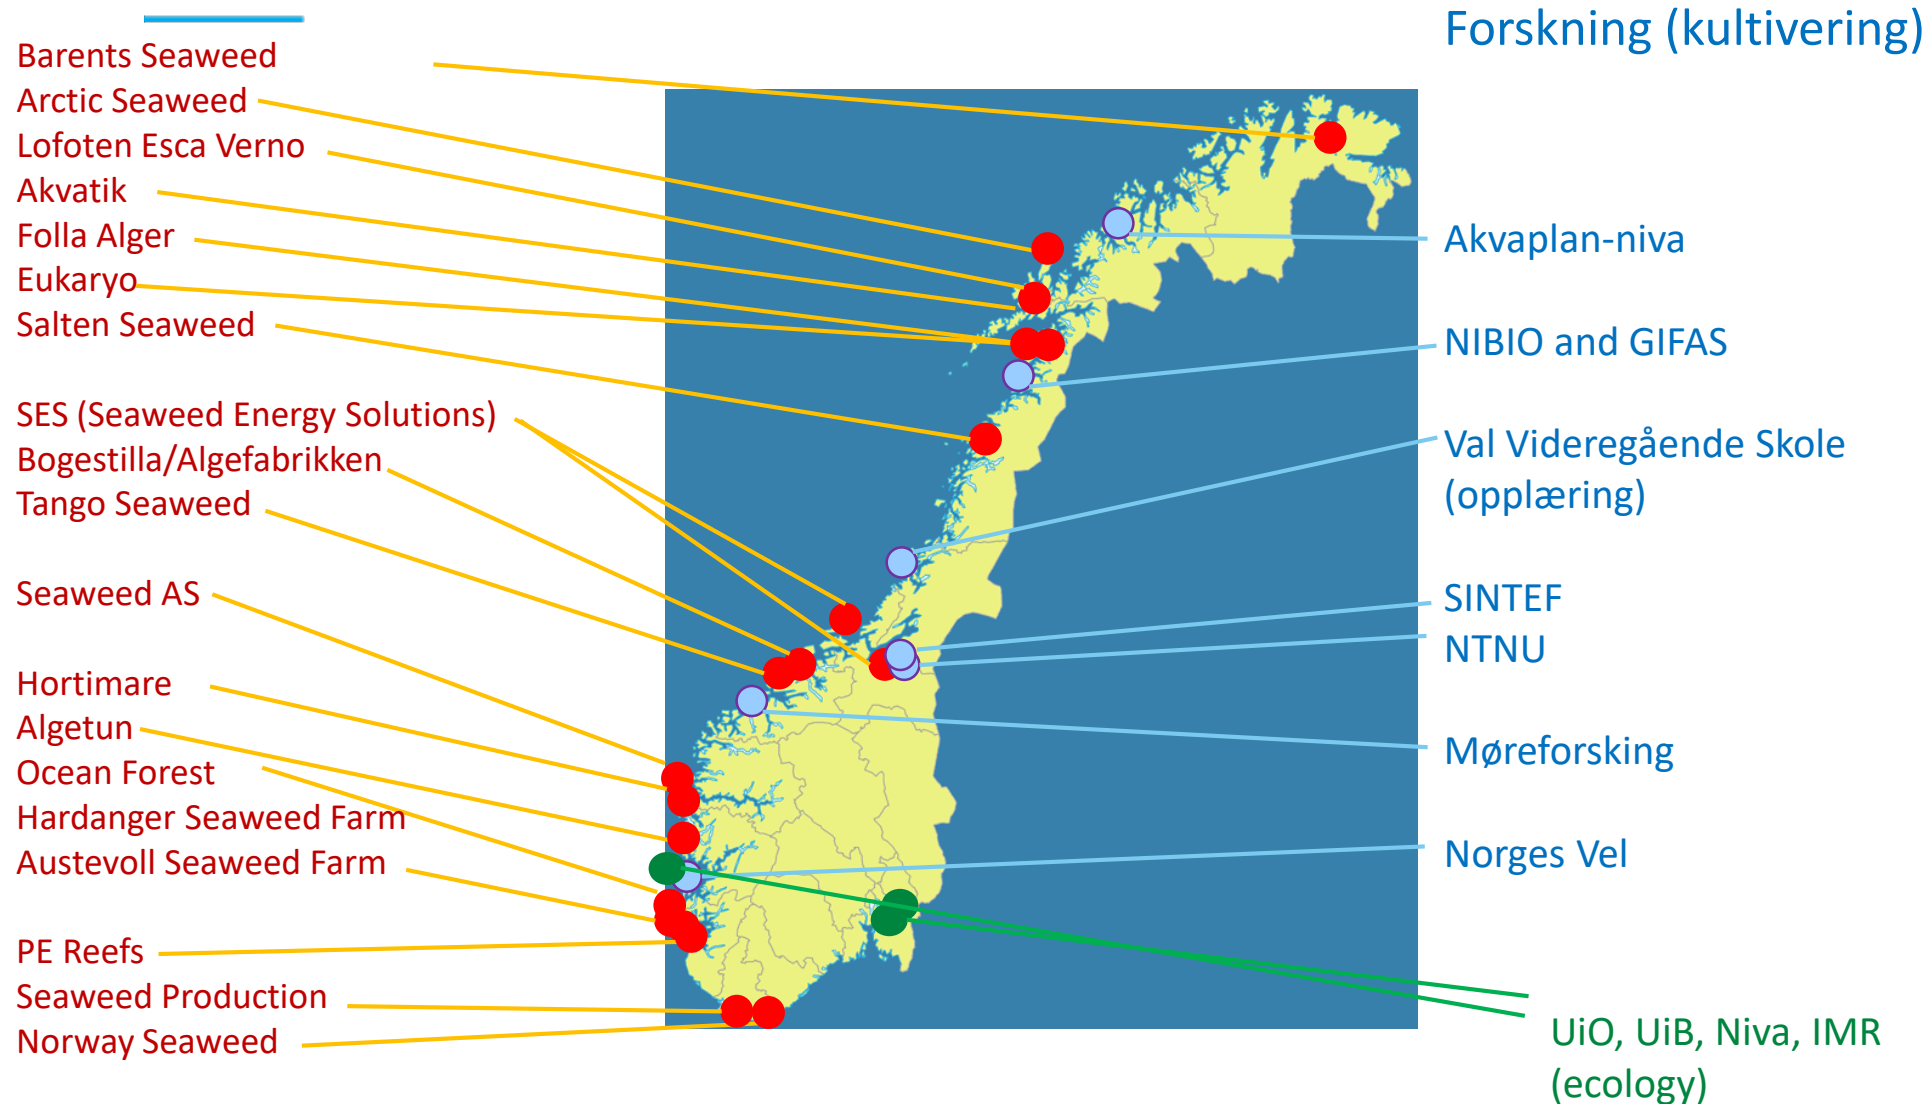 Forskning (kultivering)
Barents Seaweed
Arctic Seaweed
Lofoten Esca Verno
Akvatik
Folla Alger
Eukaryo
Salten Seaweed
SES (Seaweed Energy Solutions)
Bogestilla/Algefabrikken
Tango Seaweed
Seaweed AS
Hortimare
Algetun
Ocean Forest
Hardanger Seaweed Farm
Austevoll Seaweed Farm
PE Reefs
Seaweed Production
Norway Seaweed
Akvaplan-niva
NIBIO and GIFAS
Val Videregående Skole
(opplæring)
SINTEF
NTNU
Møreforsking
Norges Vel
UiO, UiB, Niva, IMR
(ecology)